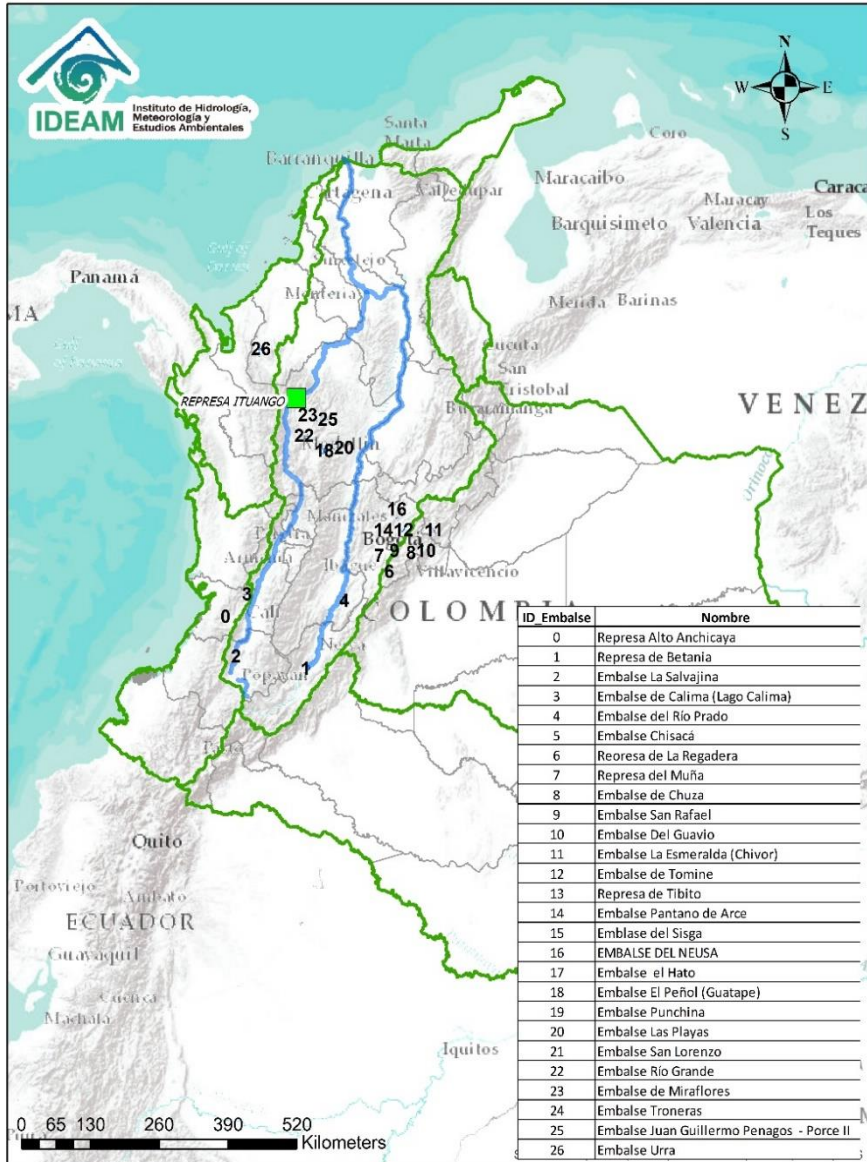 IDEAM
Instituto de Hidrología,
Meteorología y
Estudios Ambientales
N
W
E
S
Santa
Marta
Barranquilla
Coro
Maracaibo
Valledupar
Maracay
Barquisimeto
Valencia
Los
Teques
Panamá
Montería
Merida
Barinas
Cucuta
San
26
REPRESA ITUANGO
23
25
22
18
20
VENEZ
Orinoco
16
Manizales
14
12
11
Bogotá
7
9
8
10
6
Villavicencio
Armenia
Ibague
3
0
Cali
4
COLOMBIA
2
1
Popayan
Quito
Portoviejo
Ambato
ECUADOR
Guayaquil
Cuenca
Machala
Iquitos
ID_Embalse Nombre
0 Represa Alto Anchicaya
1 Represa de Betania
2 Embalse La Salvajina
3 Embalse de Calima (Lago Calima)
4 Embalse del Río Prado
5 Embalse Chisacá
6 Reoresa de La Regadera
7 Represa del Muña
8 Embalse de Chuza
9 Embalse San Rafael
10 Embalse Del Guavio
11 Embalse La Esmeralda (Chivor)
12 Embalse de Tomine
13 Represa de Tibito
14 Embalse Pantano de Arce
15 Emblase del Sisga
16 EMBALSE DEL NEUSA
17 Embalse el Hato
18 Embalse El Peñol (Guatape)
19 Embalse Punchina
20 Embalse Las Playas
21 Embalse San Lorenzo
22 Embalse Río Grande
23 Embalse de Miraflores
24 Embalse Troneras
25 Embalse Juan Guillermo Penagos - Porce II
26 Embalse Urra
0 65 130 260 390 520
Kilometers